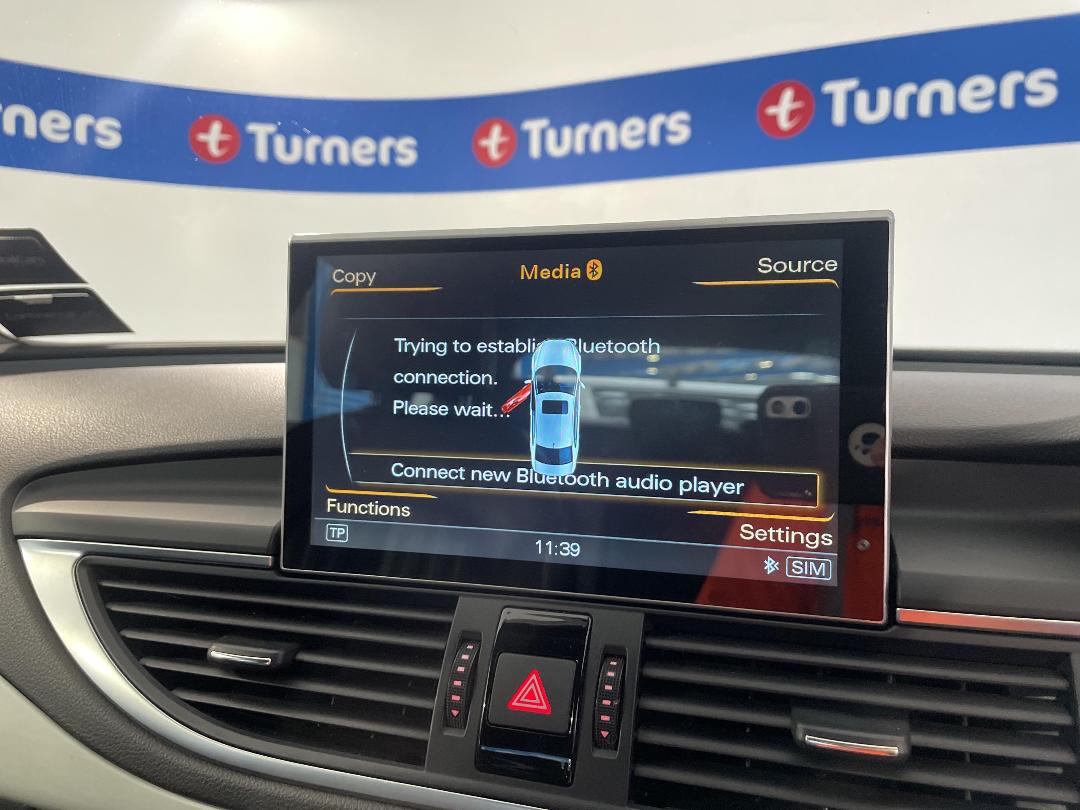 rners
Turners
Turners
Turners
Copy
Media
Source
Trying to establi Bluetooth
connection.
Please wait...
Connect new Bluetooth audio player
Functions
Settings
TP
11:39
SIM